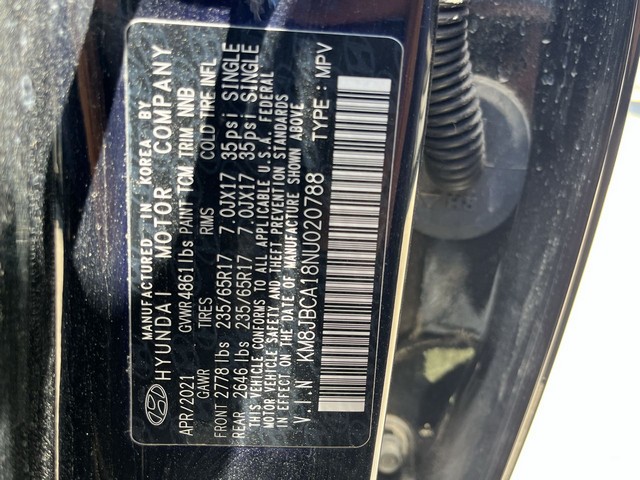 MANUFACTURED IN KOREA BY
HYUNDAI MOTOR COMPANY
APR/2021 GVWR 4861 lbs PAINT TCM TRIM NNB
GAWR TIRES RIMS COLD TIRE INFL
FRONT 2778 lbs 235/65R17 7.0JX17 35psi SINGLE
REAR 2646 lbs 235/65R17 7.0JX17 35psi SINGLE
THIS VEHICLE CONFORMS TO ALL APPLICABLE U.S.A. FEDERAL
MOTOR VEHICLE SAFETY AND THEFT PREVENTION STANDARDS
IN EFFECT ON THE DATE OF MANUFACTURE SHOWN ABOVE.
V.I.N KM8JBCA18NU020788 TYPE: MPV